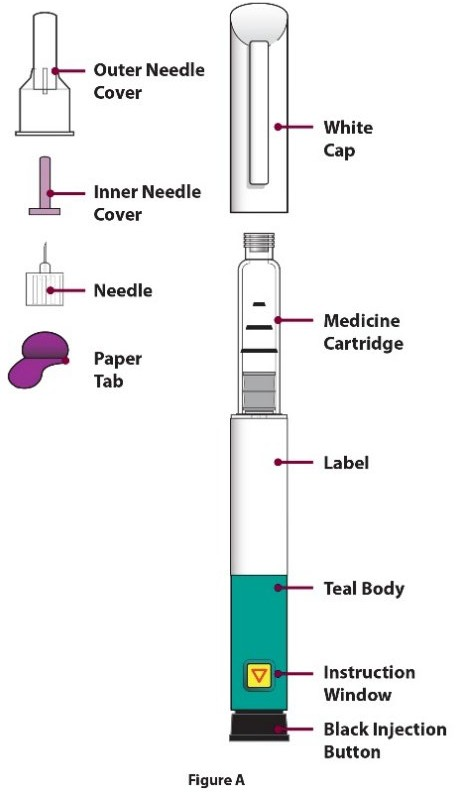 Outer Needle
Cover
Inner Needle
Cover
Needle
Paper
Tab
White
Cap
Medicine
Cartridge
Label
Teal Body
Instruction
Window
Black Injection
Button
Figure A